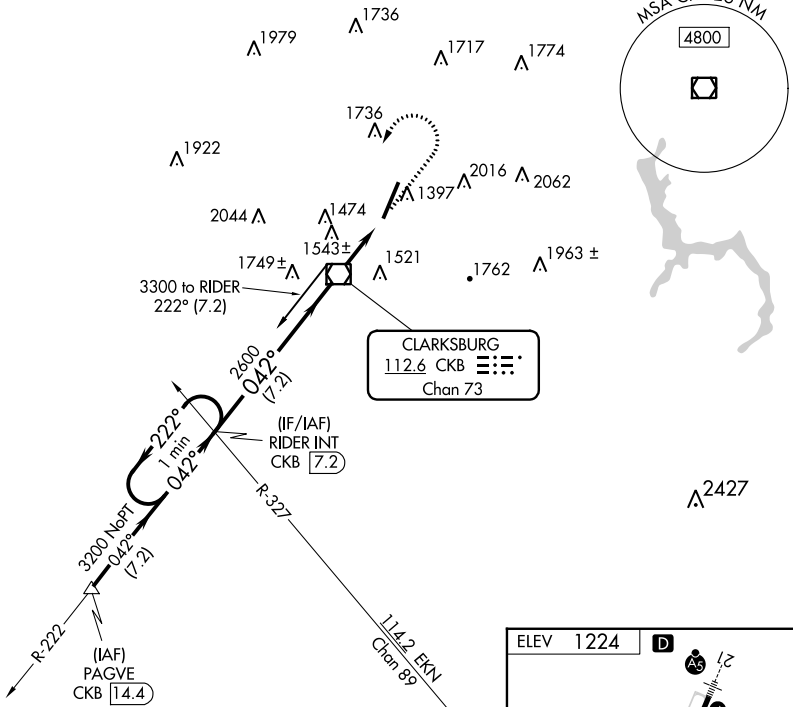 MSA CKB 25 NM
4800
1736
1979
1717
1774
1736
1922
2016
2062
1397
2044
1474
1543±
1749±
1521
1762
1963 ±
3300 to RIDER
222° (7.2)
CLARKSBURG
112.6 CKB
Chan 73
2600
042°
(7.2)
222°
1 min
042°
(IF/IAF)
RIDER INT
CKB 7.2
R-327
3200 NoPT
042°
(7.2)
2427
R-222
(IAF)
PAGVE
CKB 14.4
114.2 EKN
Chan 89
ELEV 1224 D
A5
21